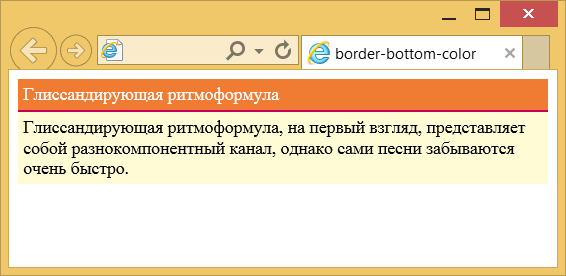 border-bottom-color
Глиссандирующая ритмоформула
Глиссандирующая ритмоформула, на первый взгляд, представляет
собой разнокомпонентный канал, однако сами песни забываются
очень быстро.